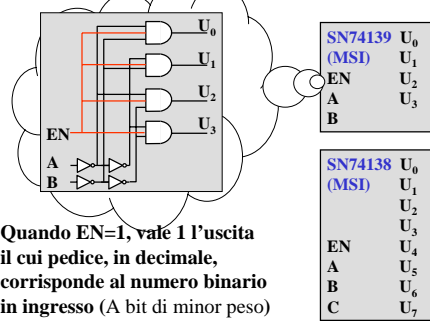 U0
U1
U2
U3
EN
A
B
SN74139 U0
(MSI) U1
EN U2
A U3
B
SN74138 U0
(MSI) U1
U2
U3
EN U4
A U5
B U6
C U7
Quando EN=1, vale 1 l'uscita
il cui pedice, in decimale,
corrisponde al numero binario
in ingresso (A bit di minor peso)